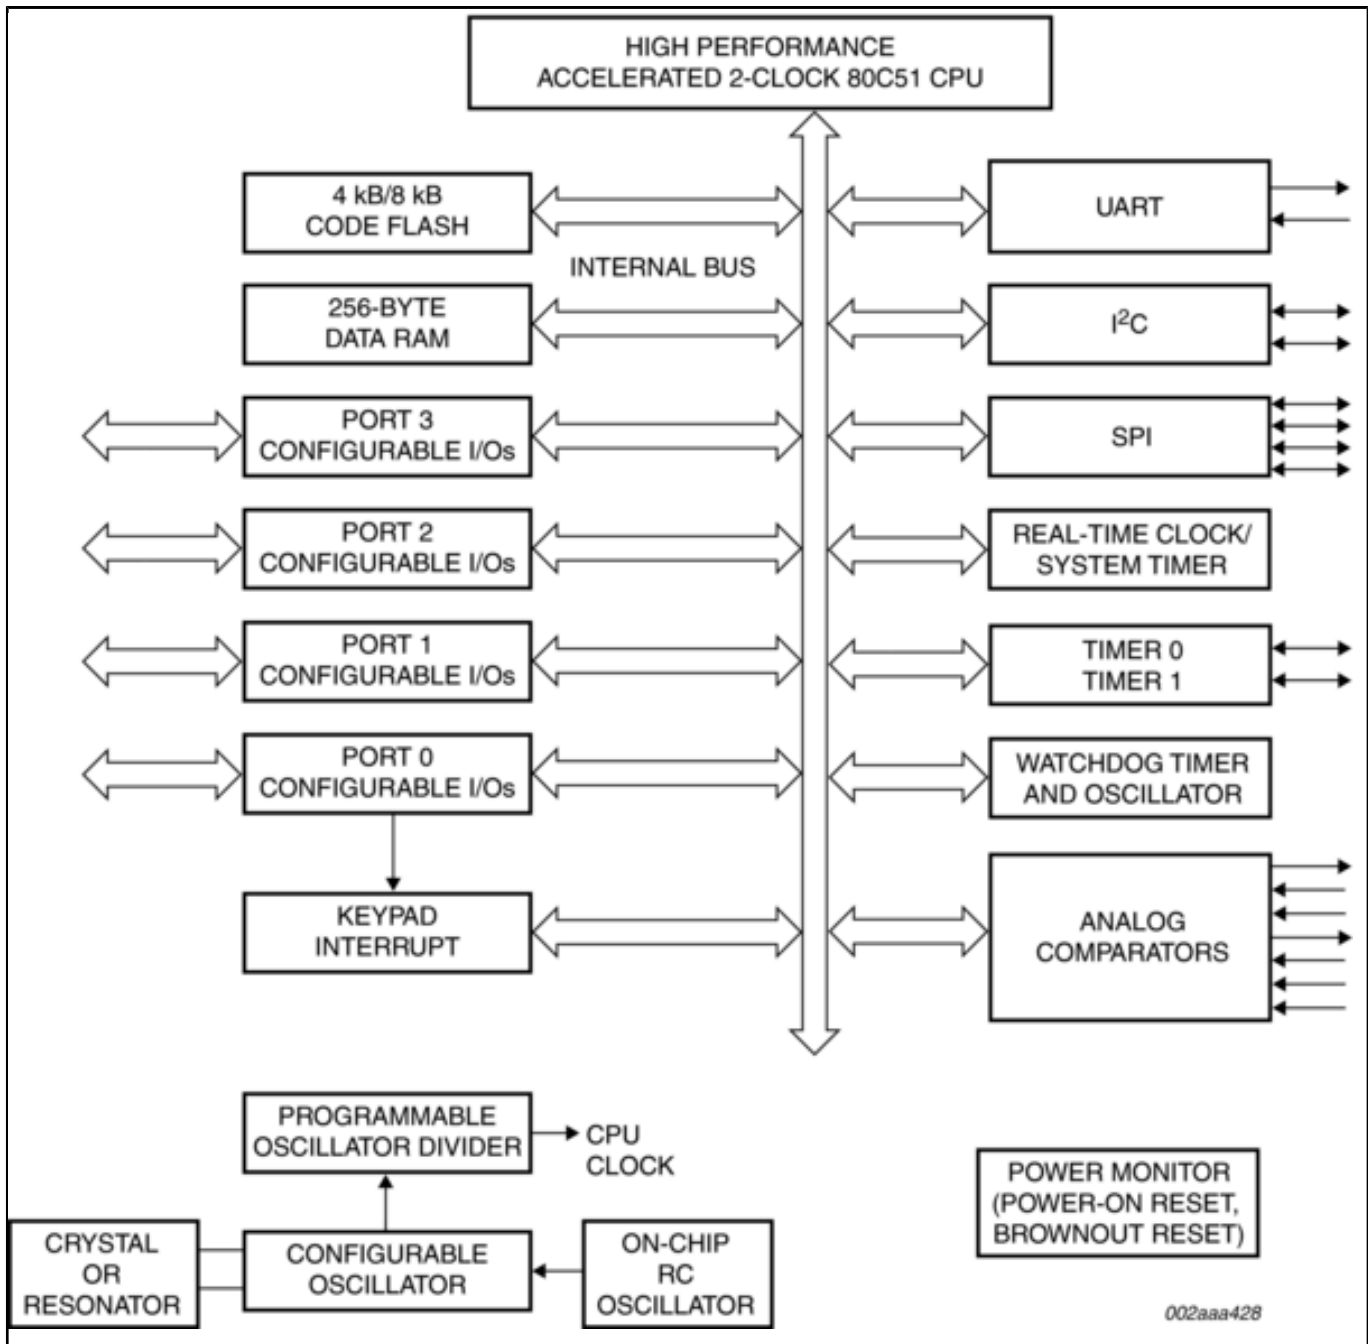 HIGH PERFORMANCE
ACCELERATED 2-CLOCK 80C51 CPU
4 kB/8 kB
CODE FLASH
UART
INTERNAL BUS
256-BYTE
DATA RAM
I²C
PORT 3
CONFIGURABLE I/Os
SPI
PORT 2
CONFIGURABLE I/Os
REAL-TIME CLOCK/
SYSTEM TIMER
PORT 1
CONFIGURABLE I/Os
TIMER 0
TIMER 1
PORT 0
CONFIGURABLE I/Os
WATCHDOG TIMER
AND OSCILLATOR
KEYPAD
INTERRUPT
ANALOG
COMPARATORS
PROGRAMMABLE
OSCILLATOR DIVIDER
CPU
CLOCK
POWER MONITOR
(POWER-ON RESET,
BROWNOUT RESET)
CRYSTAL
OR
RESONATOR
CONFIGURABLE
OSCILLATOR
ON-CHIP
RC
OSCILLATOR
002aaa428